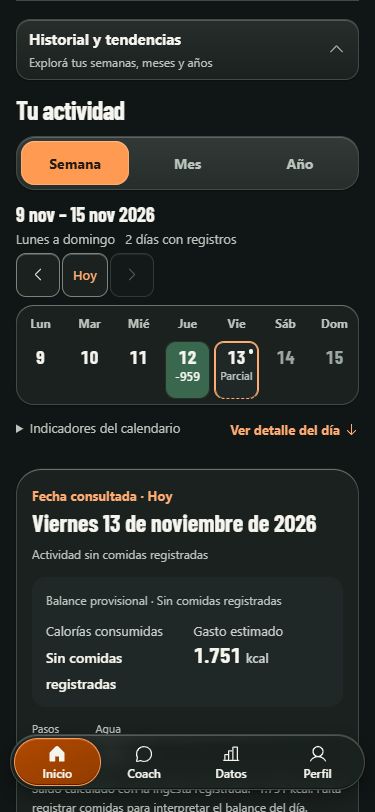 Historial y tendencias
Explorá tus semanas, meses y años
Tu actividad
Semana Mes Año
9 nov – 15 nov 2026
Lunes a domingo 2 días con registros
Hoy
Lun Mar Mié Jue Vie Sáb Dom
9 10 11 12 13 14 15
-959 Parcial
Indicadores del calendario Ver detalle del día ↓
Fecha consultada · Hoy
Viernes 13 de noviembre de 2026
Actividad sin comidas registradas
Balance provisional · Sin comidas registradas
Calorías consumidas Gasto estimado
Sin comidas registradas 1.751 kcal
Pasos Agua
Inicio Coach Datos Perfil
registrar comidas para interpretar el balance del día.